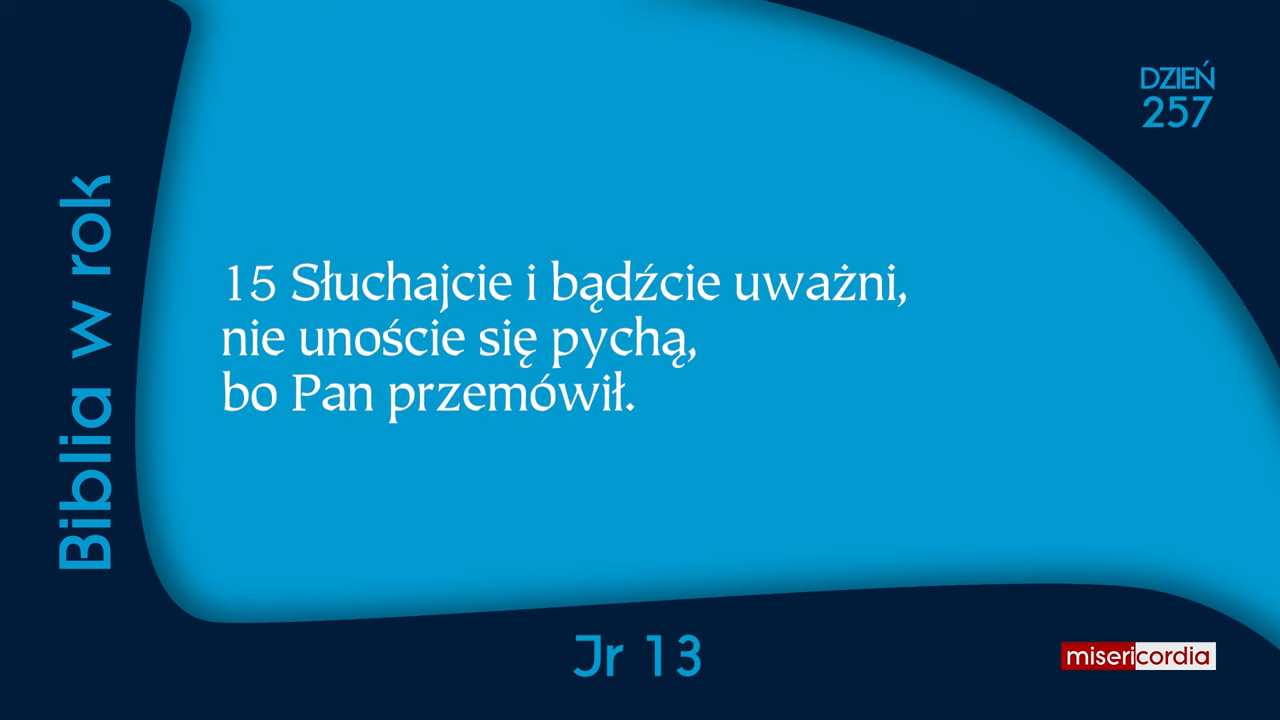 DZIEŃ
257
Biblia w rok
15 Słuchajcie i bądźcie uważni,
nie unoście się pychą,
bo Pan przemówił.
Jr 13
misericordia